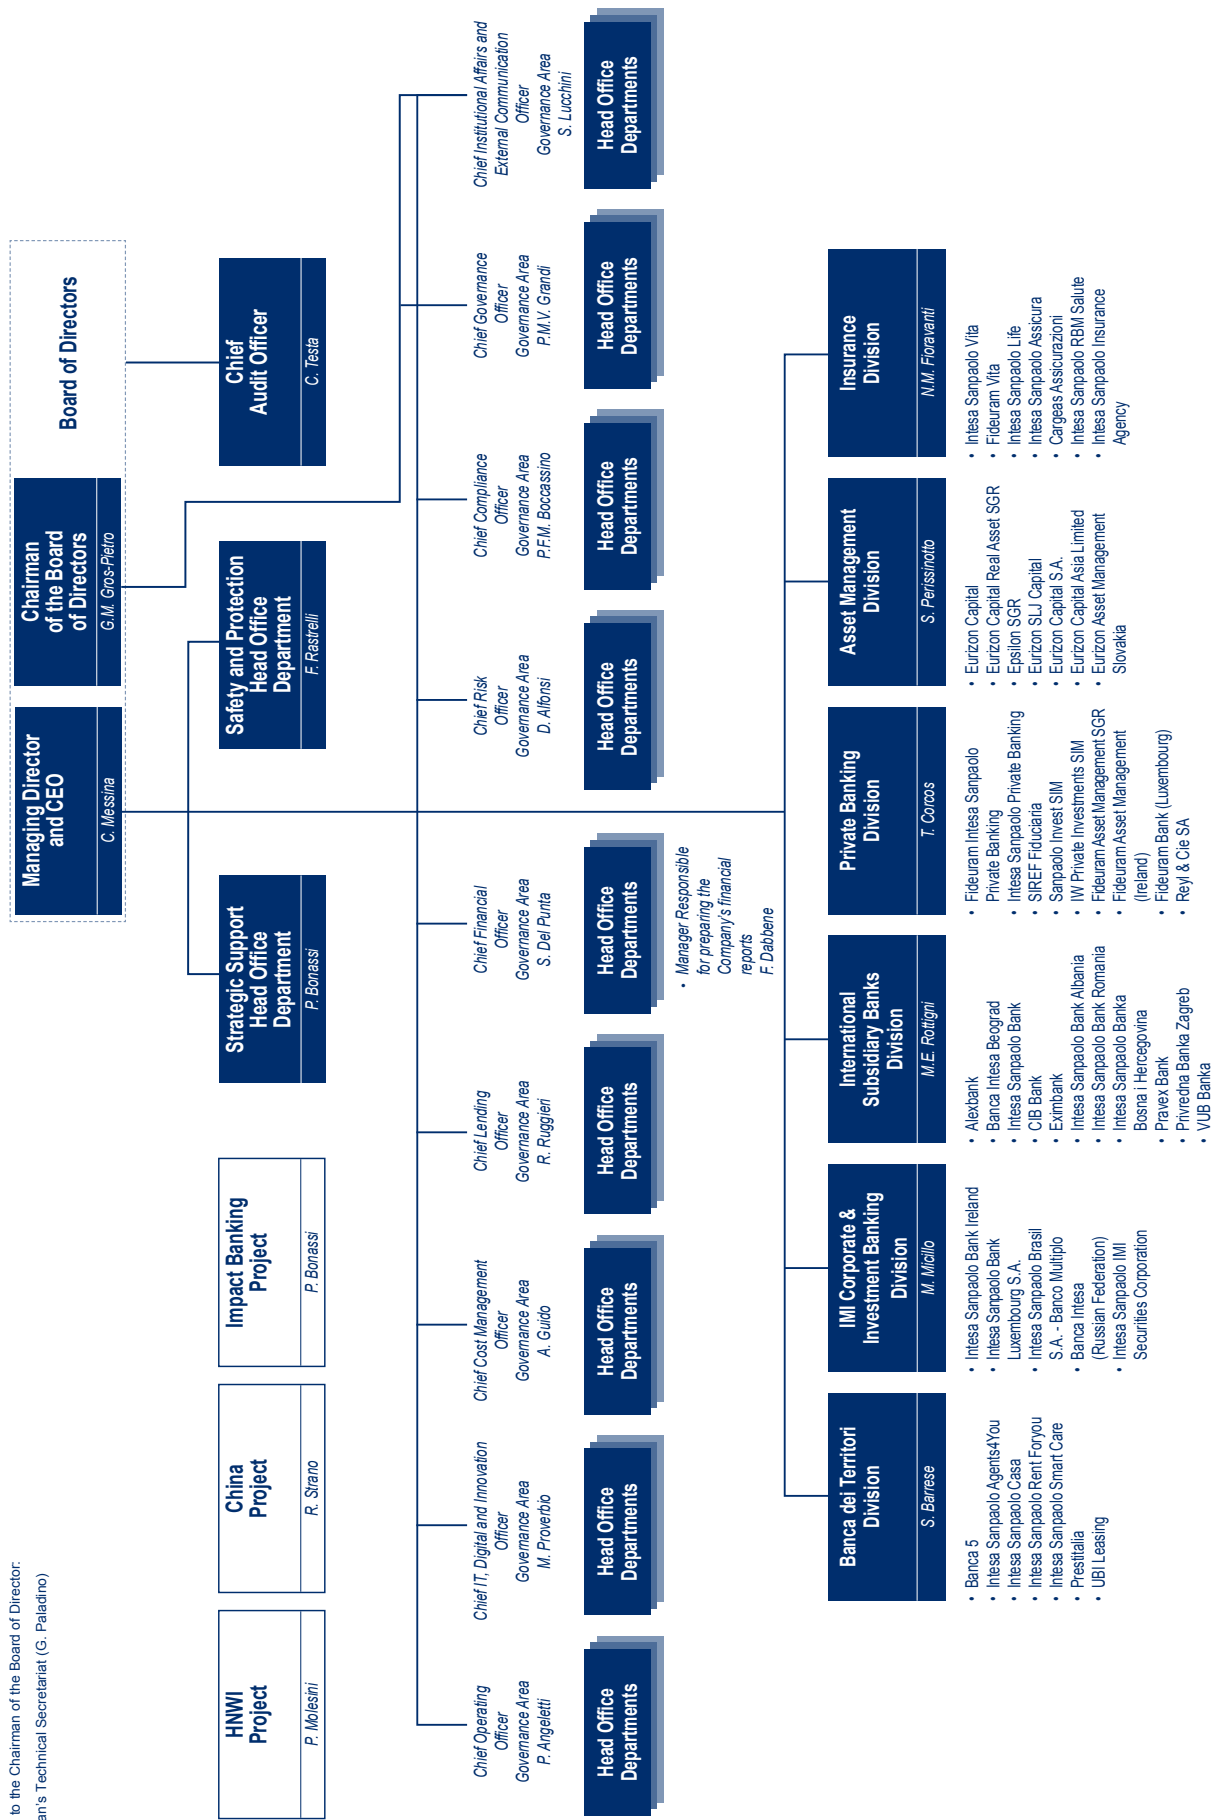 to the Chairman of the Board of Director:
an's Technical Secretariat (G. Paladino)
Managing Director
and CEO
C. Messina
Chairman
of the Board
of Directors
G.M. Gros-Pietro
Board of Directors
HNWI
Project
P. Molesini
China
Project
R. Strano
Impact Banking
Project
P. Bonassi
Strategic Support
Head Office
Department
P. Bonassi
Safety and Protection
Head Office
Department
F. Rastrelli
Chief
Audit Officer
C. Testa
Chief Operating
Officer
Governance Area
P. Angeletti
Head Office
Departments
Chief IT, Digital and Innovation
Officer
Governance Area
M. Proverbio
Head Office
Departments
Chief Cost Management
Officer
Governance Area
A. Guido
Head Office
Departments
Chief Lending
Officer
Governance Area
R. Ruggieri
Head Office
Departments
Chief Financial
Officer
Governance Area
S. Del Punta
Head Office
Departments
• Manager Responsible
for preparing the
Company's financial
reports
F. Dabbene
Chief Risk
Officer
Governance Area
D. Alfonsi
Head Office
Departments
Chief Compliance
Officer
Governance Area
P.F.M. Boccassino
Head Office
Departments
Chief Governance
Officer
Governance Area
P.M.V. Grandi
Head Office
Departments
Chief Institutional Affairs and
External Communication
Officer
Governance Area
S. Lucchini
Head Office
Departments
Banca dei Territori
Division
S. Barrese
• Banca 5
• Intesa Sanpaolo Agents4You
• Intesa Sanpaolo Casa
• Intesa Sanpaolo Rent Foryou
• Intesa Sanpaolo Smart Care
• Prestitalia
• UBI Leasing
IMI Corporate &
Investment Banking
Division
M. Micillo
• Intesa Sanpaolo Bank Ireland
• Intesa Sanpaolo Bank
Luxembourg S.A.
• Intesa Sanpaolo Brasil
S.A. - Banco Multiplo
• Banca Intesa
(Russian Federation)
• Intesa Sanpaolo IMI
Securities Corporation
International
Subsidiary Banks
Division
M.E. Rottigni
• Alexbank
• Banca Intesa Beograd
• Intesa Sanpaolo Bank
• CIB Bank
• Eximbank
• Intesa Sanpaolo Bank Albania
• Intesa Sanpaolo Bank Romania
• Intesa Sanpaolo Banka
Bosna i Hercegovina
• Pravex Bank
• Privredna Banka Zagreb
• VUB Banka
Private Banking
Division
T. Corcos
• Fideuram Intesa Sanpaolo
Private Banking
• Intesa Sanpaolo Private Banking
• SIREF Fiduciaria
• Sanpaolo Invest SIM
• IW Private Investments SIM
• Fideuram Asset Management SGR
• Fideuram Asset Management
(Ireland)
• Fideuram Bank (Luxembourg)
• Reyl & Cie SA
Asset Management
Division
S. Perissinotto
• Eurizon Capital
• Eurizon Capital Real Asset SGR
• Epsilon SGR
• Eurizon SLJ Capital
• Eurizon Capital S.A.
• Eurizon Capital Asia Limited
• Eurizon Asset Management
Slovakia
Insurance
Division
N.M. Fioravanti
• Intesa Sanpaolo Vita
• Fideuram Vita
• Intesa Sanpaolo Life
• Intesa Sanpaolo Assicura
• Cargeas Assicurazioni
• Intesa Sanpaolo RBM Salute
• Intesa Sanpaolo Insurance
Agency